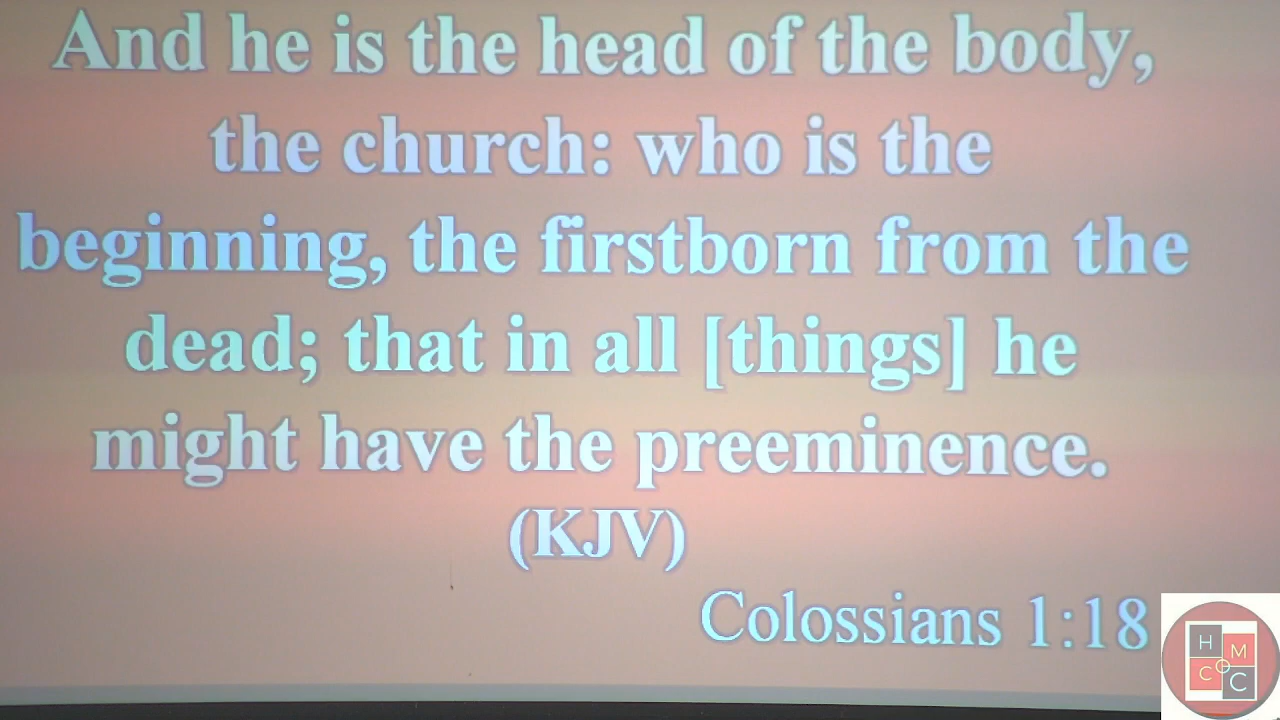 And he is the head of the body,
the church: who is the
beginning, the firstborn from the
dead; that in all [things] he
might have the preeminence.
(KJV)
Colossians 1:18
H M
C O C